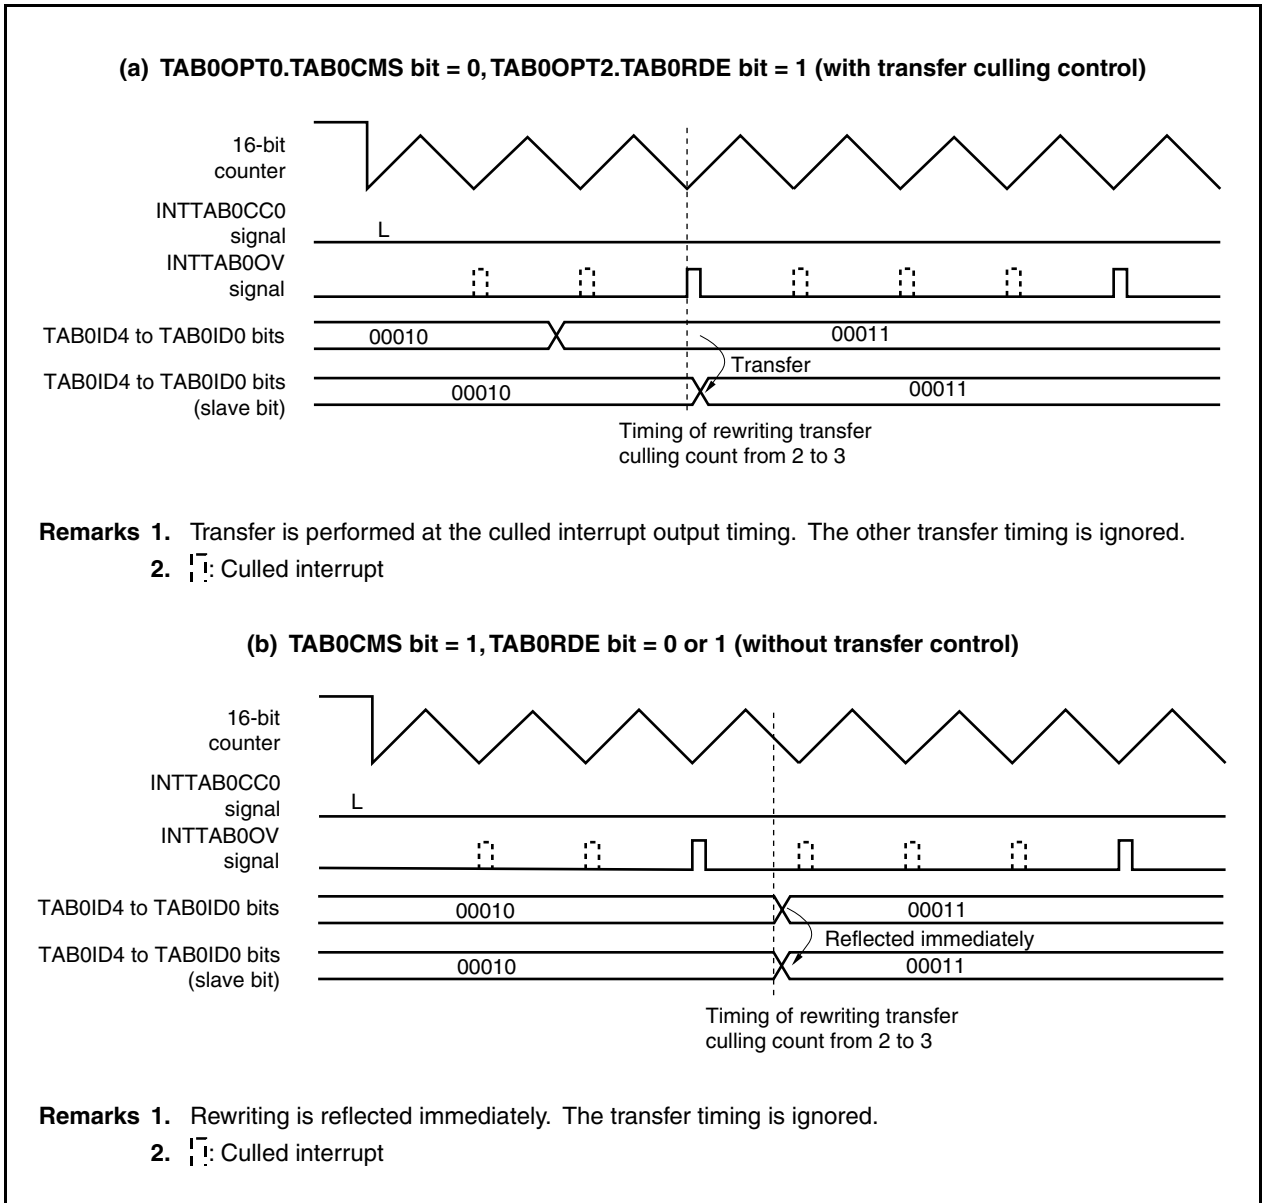 (a) TAB0OPT0.TAB0CMS bit = 0, TAB0OPT2.TAB0RDE bit = 1 (with transfer culling control)
16-bit
counter
INTTAB0CC0
signal
L
INTTAB0OV
signal
TAB0ID4 to TAB0ID0 bits
00010
00011
Transfer
TAB0ID4 to TAB0ID0 bits
(slave bit)
00010
00011
Timing of rewriting transfer
culling count from 2 to 3
Remarks 1. Transfer is performed at the culled interrupt output timing. The other transfer timing is ignored.
2. : Culled interrupt
(b) TAB0CMS bit = 1, TAB0RDE bit = 0 or 1 (without transfer control)
16-bit
counter
INTTAB0CC0
signal
L
INTTAB0OV
signal
TAB0ID4 to TAB0ID0 bits
00010
00011
Reflected immediately
TAB0ID4 to TAB0ID0 bits
(slave bit)
00010
00011
Timing of rewriting transfer
culling count from 2 to 3
Remarks 1. Rewriting is reflected immediately. The transfer timing is ignored.
2. : Culled interrupt